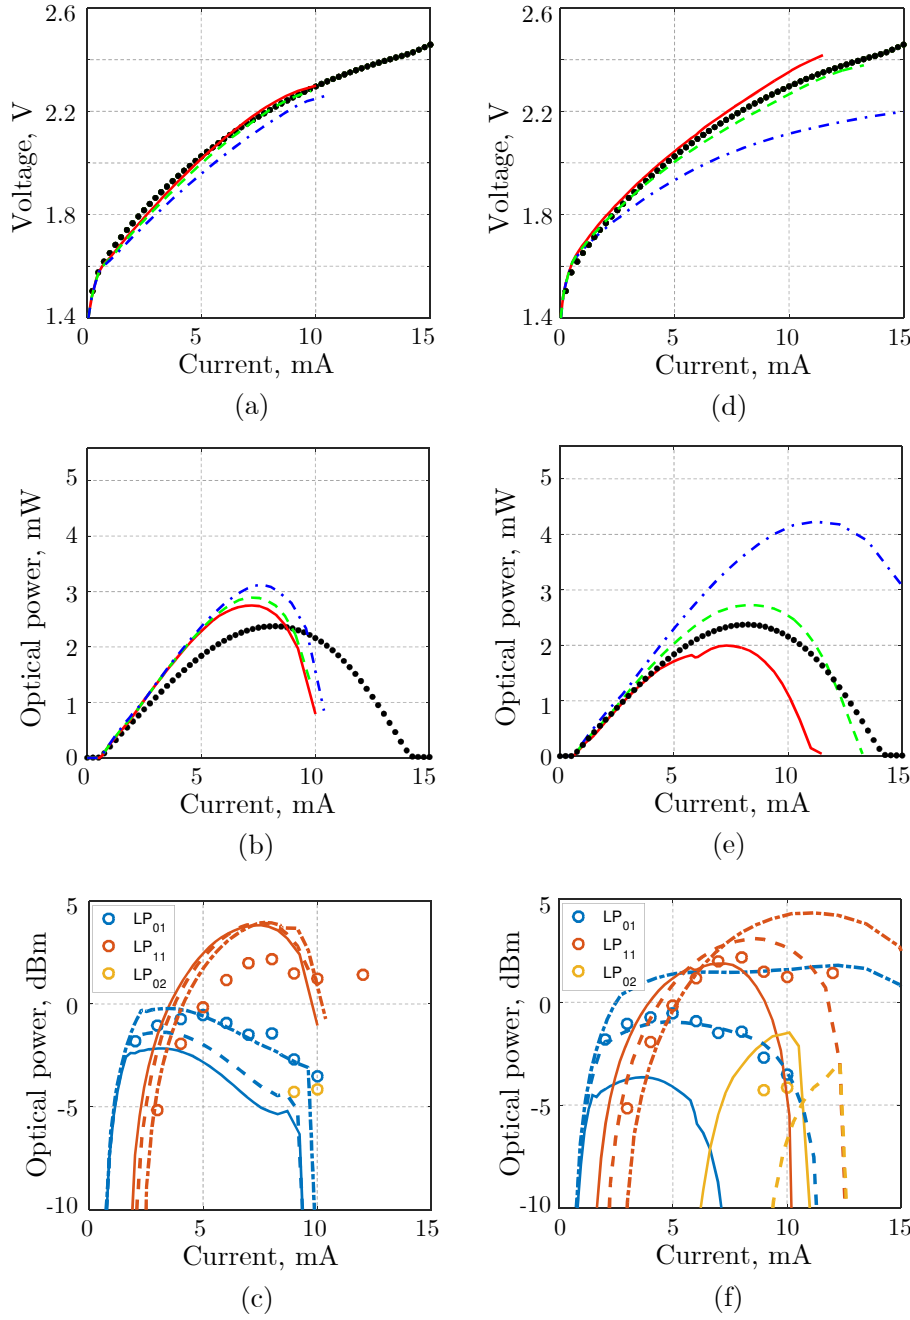 2.6
2.2
1.8
1.4
Voltage, V
0 5 10 15
Current, mA
(a)
2.6
2.2
1.8
1.4
Voltage, V
0 5 10 15
Current, mA
(d)
5
4
3
2
1
0
Optical power, mW
0 5 10 15
Current, mA
(b)
5
4
3
2
1
0
Optical power, mW
0 5 10 15
Current, mA
(e)
5
0
-5
-10
Optical power, dBm
LP01
LP11
LP02
0 5 10 15
Current, mA
(c)
5
0
-5
-10
Optical power, dBm
LP01
LP11
LP02
0 5 10 15
Current, mA
(f)